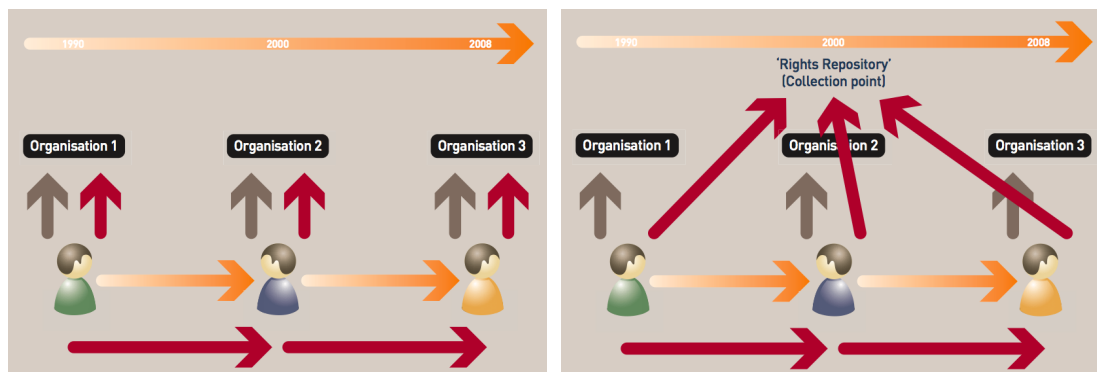 1990 2000 2008
Organisation 1 Organisation 2 Organisation 3
1990 2000 2008
'Rights Repository'
(Collection point)
Organisation 1 Organisation 2 Organisation 3